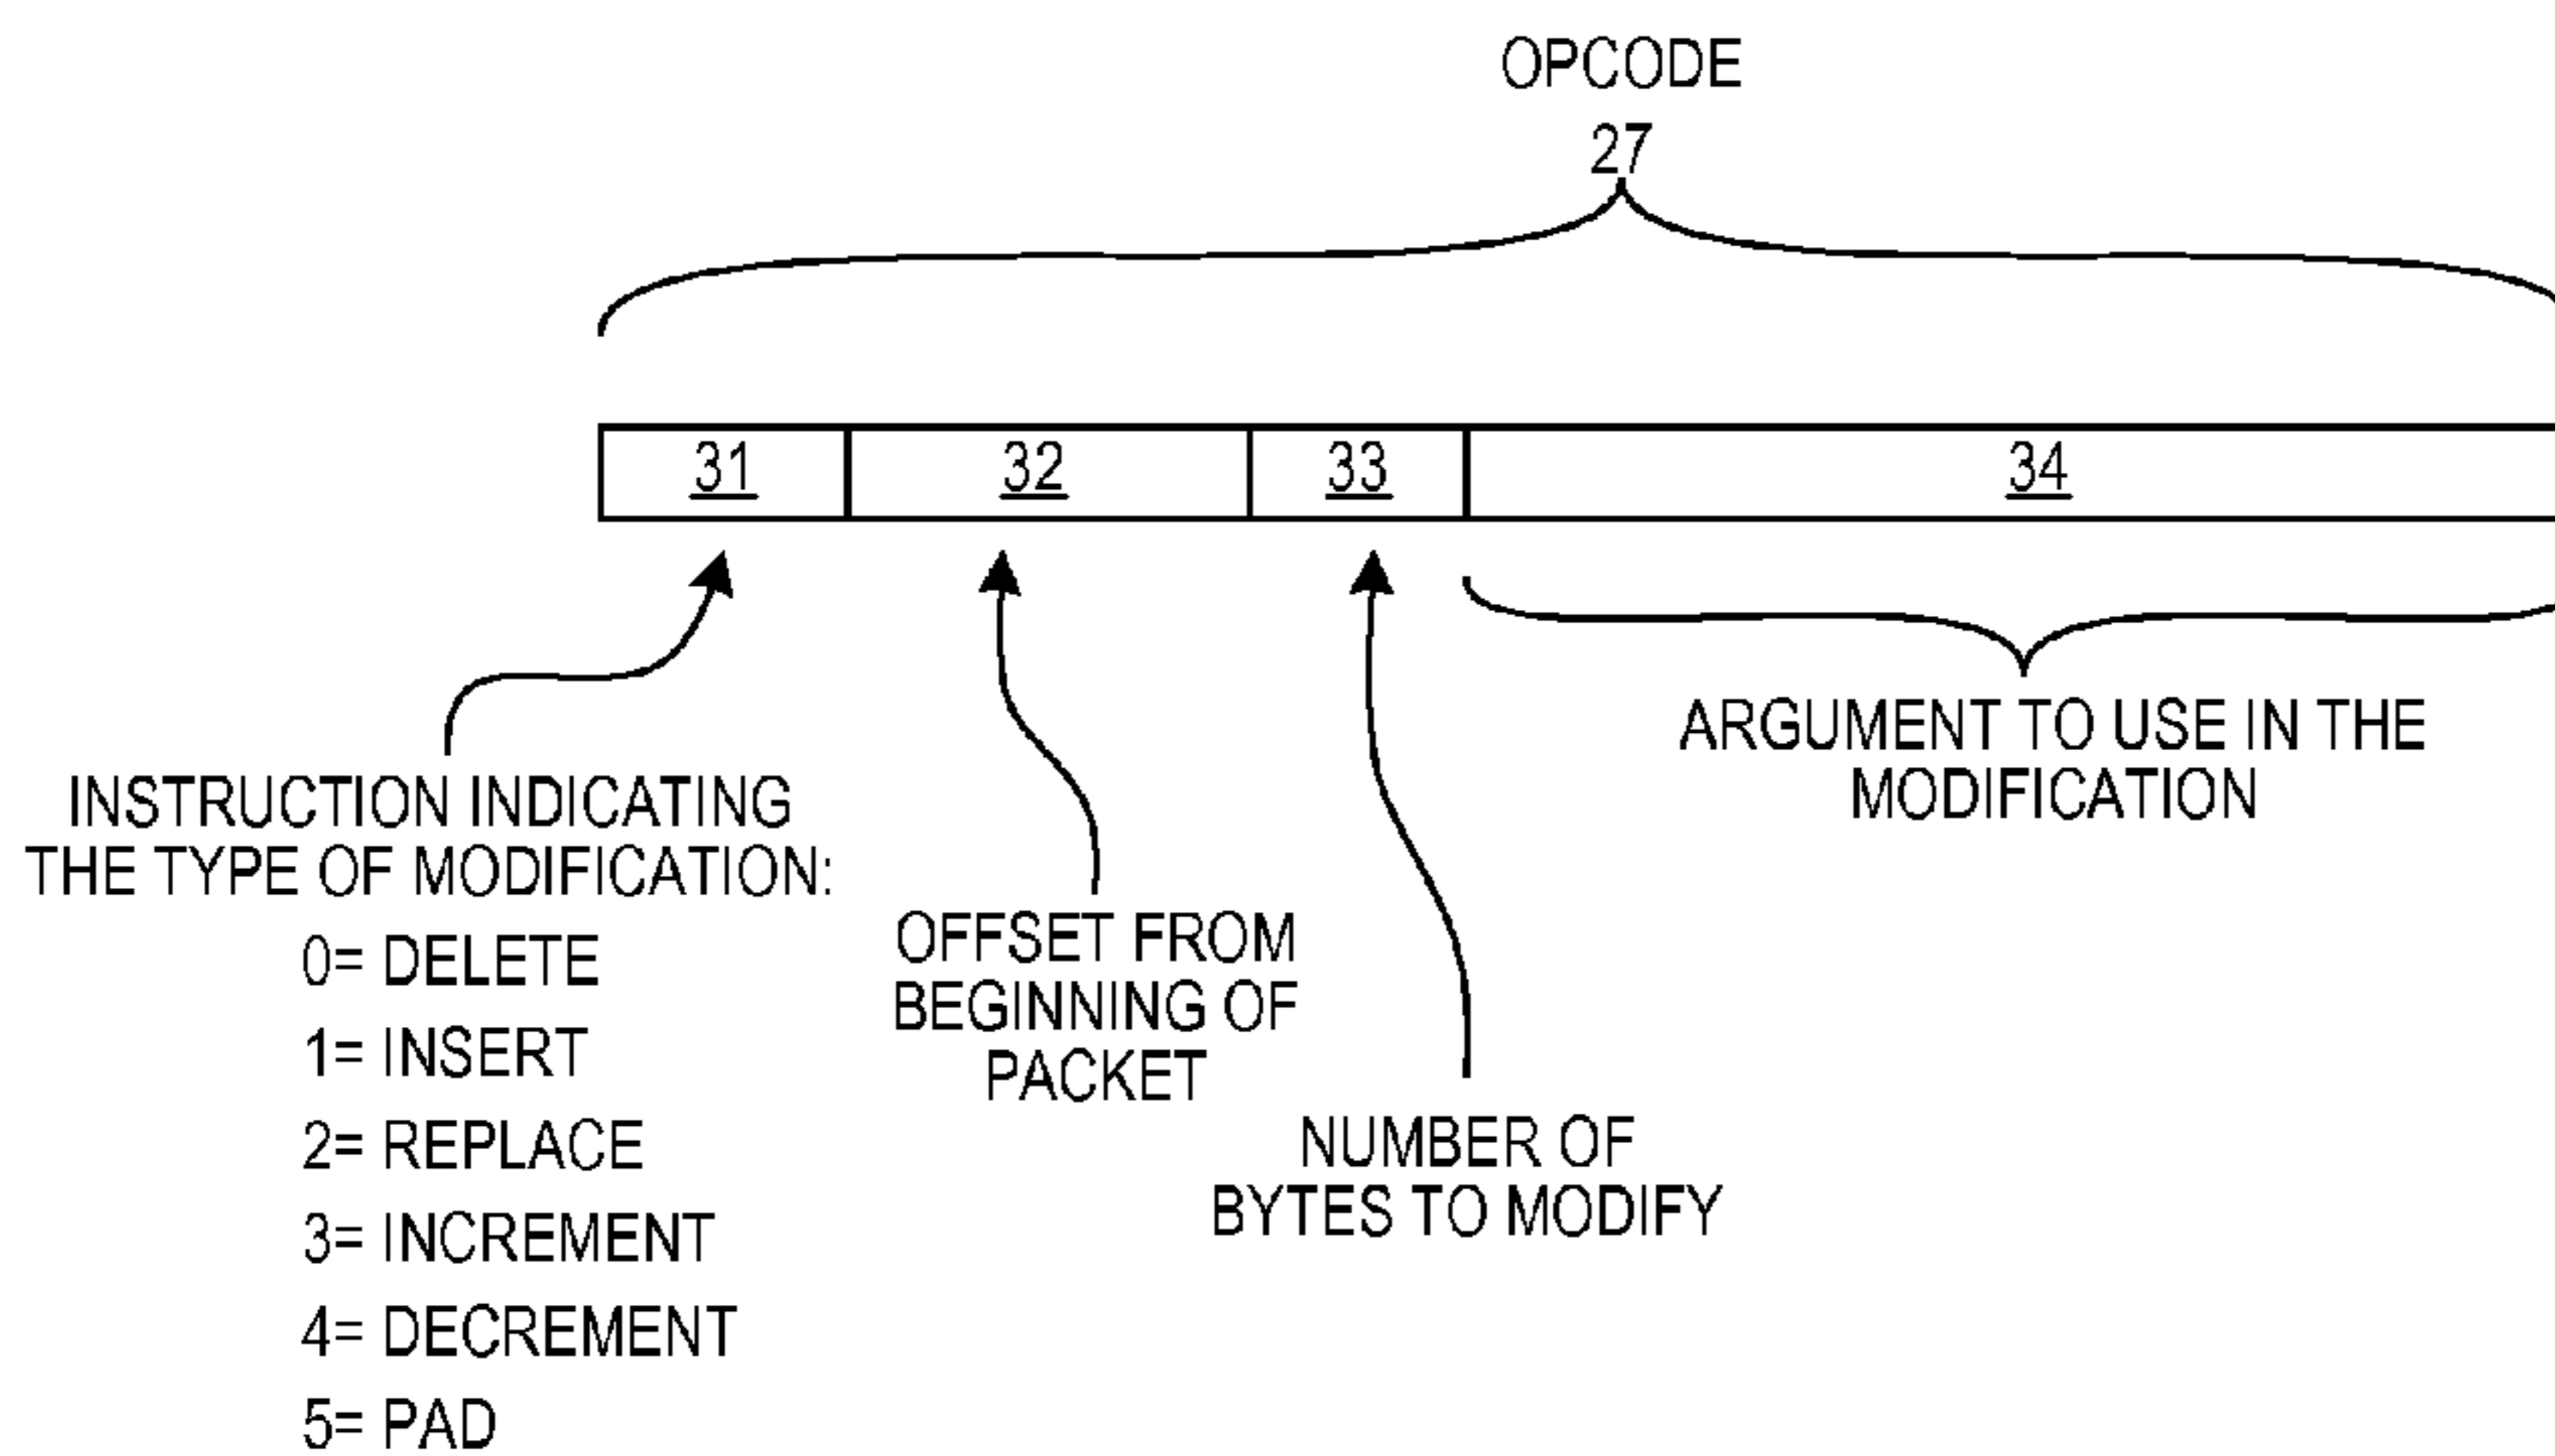 OPCODE
27
31 32 33 34
INSTRUCTION INDICATING
THE TYPE OF MODIFICATION:
0= DELETE
1= INSERT
2= REPLACE
3= INCREMENT
4= DECREMENT
5= PAD
OFFSET FROM
BEGINNING OF
PACKET
NUMBER OF
BYTES TO MODIFY
ARGUMENT TO USE IN THE
MODIFICATION